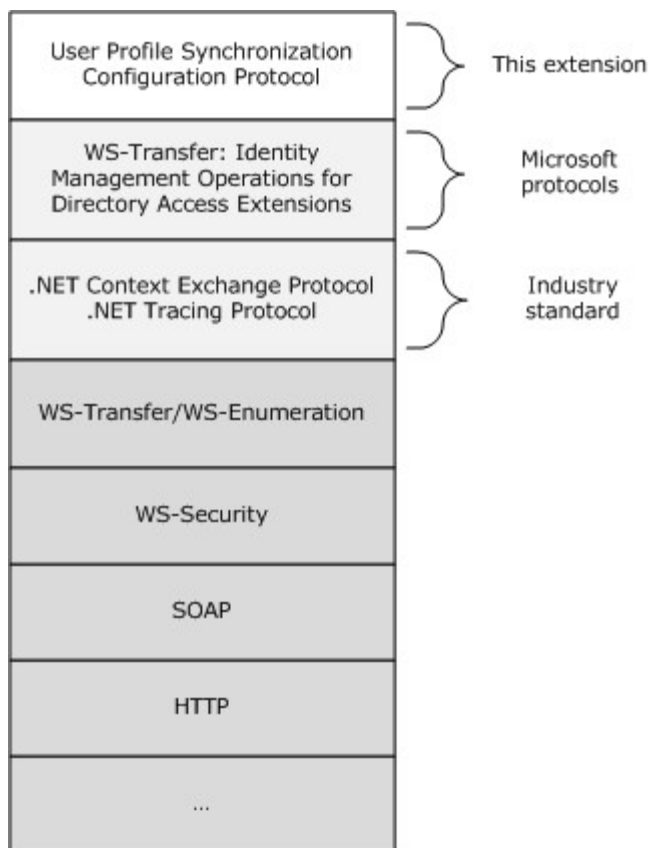 User Profile Synchronization
Configuration Protocol
This extension
WS-Transfer: Identity
Management Operations for
Directory Access Extensions
Microsoft
protocols
.NET Context Exchange Protocol
.NET Tracing Protocol
Industry
standard
WS-Transfer/WS-Enumeration
WS-Security
SOAP
HTTP
...